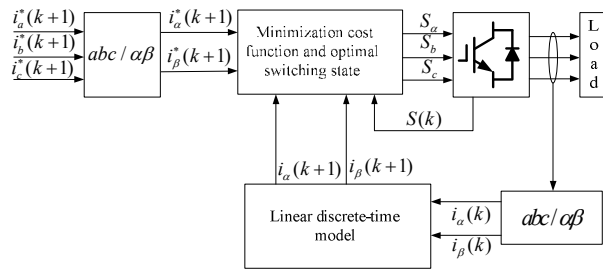 i*a(k+1)
i*b(k+1)
i*c(k+1)
abc/αβ
i*α(k+1)
i*β(k+1)
Minimization cost
function and optimal
switching state
Sa
Sb
Sc
Load
S(k)
iα(k+1)
iβ(k+1)
Linear discrete-time
model
iα(k)
iβ(k)
abc/αβ